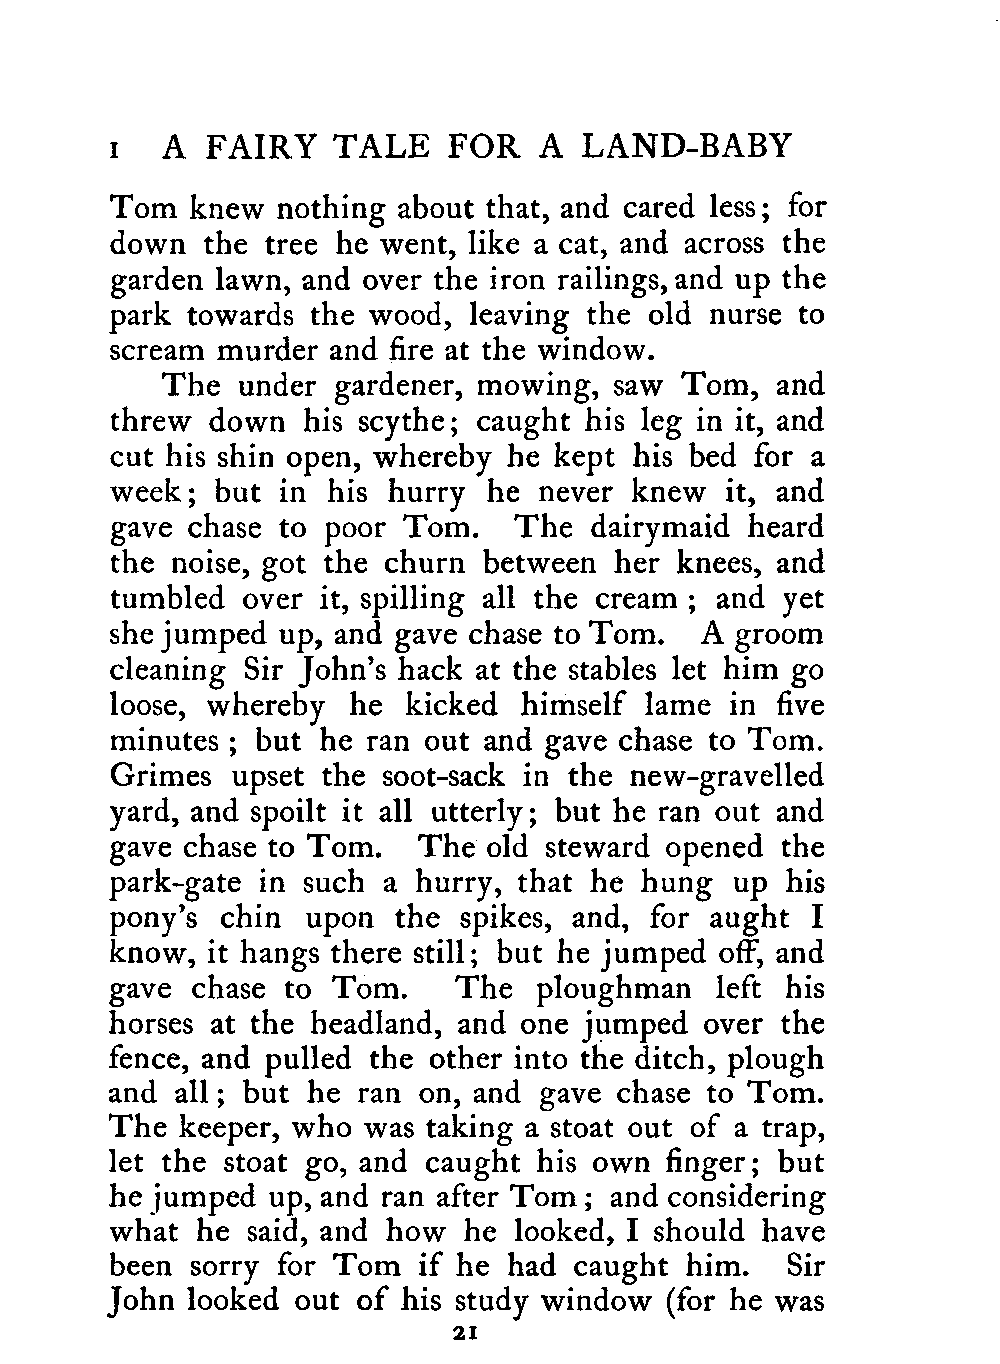 I A FAIRY TALE FOR A LAND-BABY
Tom knew nothing about that, and cared less; for
down the tree he went, like a cat, and across the
garden lawn, and over the iron railings, and up the
park towards the wood, leaving the old nurse to
scream murder and fire at the window.
The under gardener, mowing, saw Tom, and
threw down his scythe; caught his leg in it, and
cut his shin open, whereby he kept his bed for a
week; but in his hurry he never knew it, and
gave chase to poor Tom. The dairymaid heard
the noise, got the churn between her knees, and
tumbled over it, spilling all the cream; and yet
she jumped up, and gave chase to Tom. A groom
cleaning Sir John's hack at the stables let him go
loose, whereby he kicked himself lame in five
minutes; but he ran out and gave chase to Tom.
Grimes upset the soot-sack in the new-gravelled
yard, and spoilt it all utterly; but he ran out and
gave chase to Tom. The old steward opened the
park-gate in such a hurry, that he hung up his
pony's chin upon the spikes, and, for aught I
know, it hangs there still; but he jumped off, and
gave chase to Tom. The ploughman left his
horses at the headland, and one jumped over the
fence, and pulled the other into the ditch, plough
and all; but he ran on, and gave chase to Tom.
The keeper, who was taking a stoat out of a trap,
let the stoat go, and caught his own finger; but
he jumped up, and ran after Tom; and considering
what he said, and how he looked, I should have
been sorry for Tom if he had caught him. Sir
John looked out of his study window (for he was
21